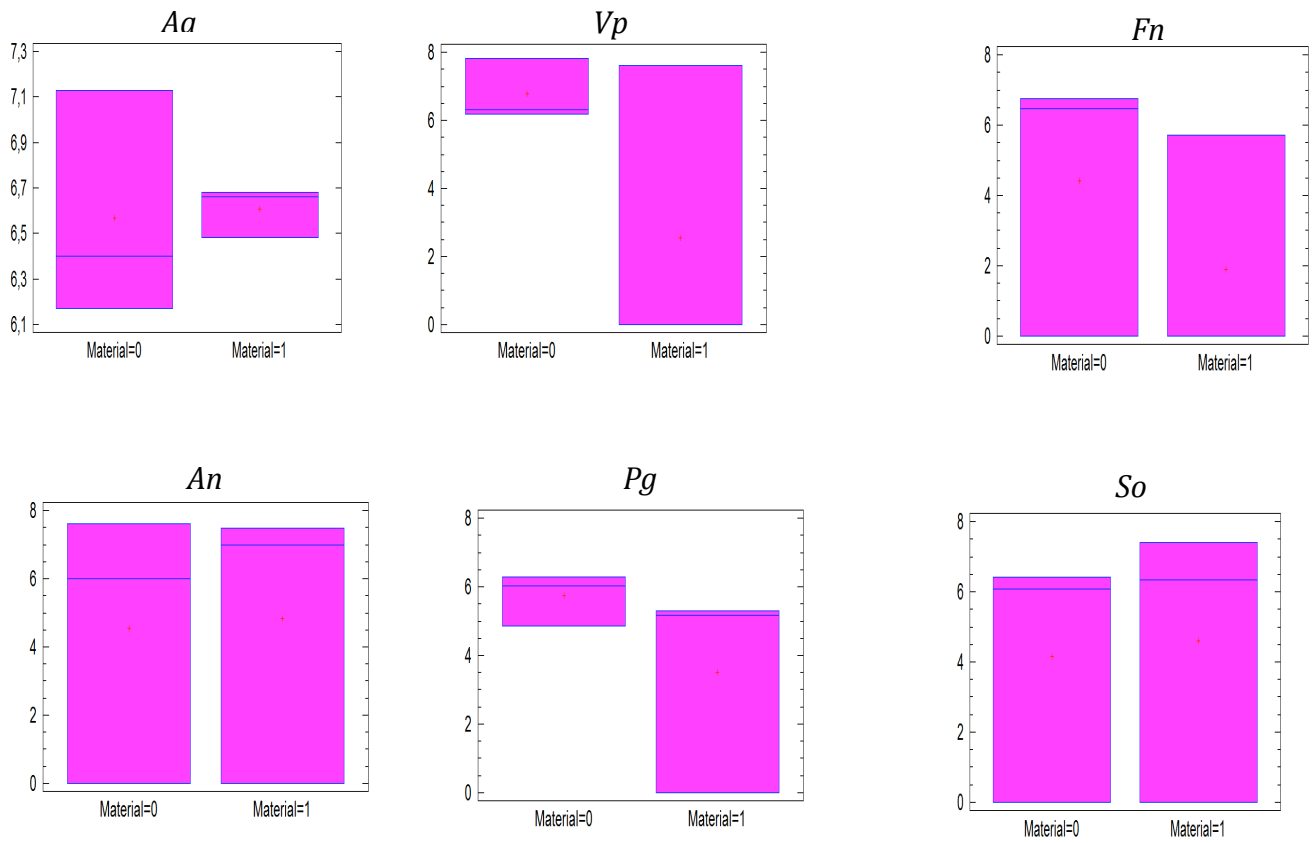 Aa
7,3
7,1
6,9
6,7
6,5
6,3
6,1
Material=0 Material=1
Vp
8
6
4
2
0
Material=0 Material=1
Fn
8
6
4
2
0
Material=0 Material=1
An
8
6
4
2
0
Material=0 Material=1
Pg
8
6
4
2
0
Material=0 Material=1
So
8
6
4
2
0
Material=0 Material=1